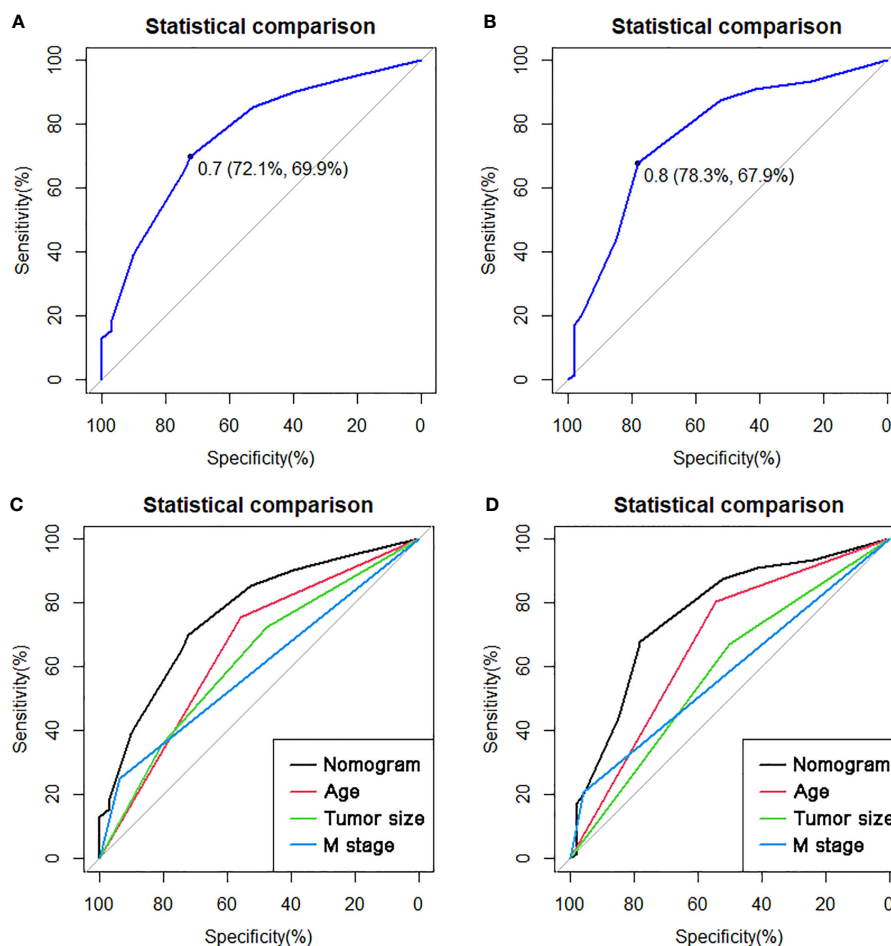 A
Statistical comparison
Sensitivity(%)
100
80
60
40
20
0
0.7 (72.1%, 69.9%)
100 80 60 40 20 0
Specificity(%)
B
Statistical comparison
Sensitivity(%)
100
80
60
40
20
0
0.8 (78.3%, 67.9%)
100 80 60 40 20 0
Specificity(%)
C
Statistical comparison
Sensitivity(%)
100
80
60
40
20
0
Nomogram
Age
Tumor size
M stage
100 80 60 40 20 0
Specificity(%)
D
Statistical comparison
Sensitivity(%)
100
80
60
40
20
0
Nomogram
Age
Tumor size
M stage
100 80 60 40 20 0
Specificity(%)